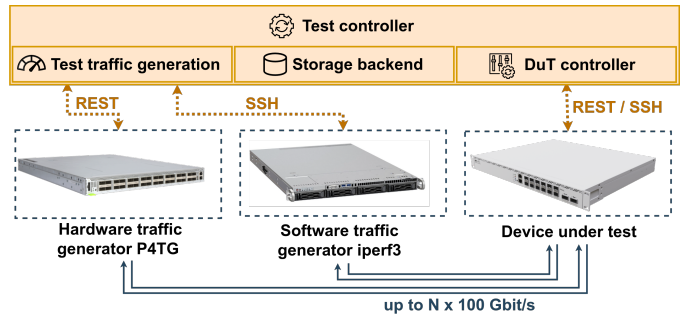 Test controller
Test traffic generation
Storage backend
DuT controller
REST
SSH
REST / SSH
Hardware traffic
generator P4TG
Software traffic
generator iperf3
Device under test
up to N x 100 Gbit/s